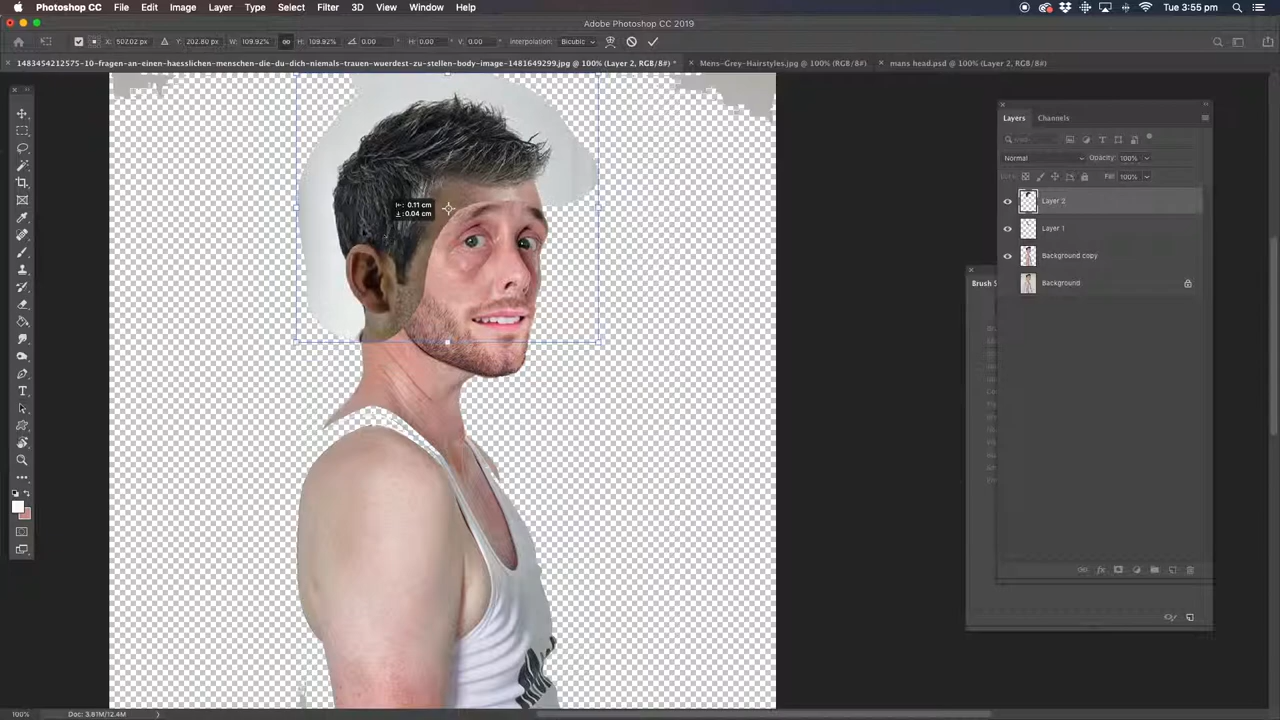 Photoshop CC File Edit Image Layer Type Select Filter 3D View Window Help Tue 3:55 pm
Adobe Photoshop CC 2019
X: 507.02 px Y: 202.80 px W: 109.92% H: 109.92% 0.00 ° H: 0.00 ° V: 0.00 ° Interpolation: Bicubic
1483454212575-10-fragen-an-einen-haesslichen-menschen-die-du-dich-niemals-trauen-wuerdest-zu-stellen-body-image-1481649299.jpg @ 100% (Layer 2, RGB/8#) * Mens-Grey-Hairstyles.jpg @ 100% (RGB/8#) mans head.psd @ 100% (Layer 1, RGB/8#)
Layers Channels
Normal Opacity: 100%
Fill: 100%
Layer 2
0.11 cm
0.04 cm
Layer 1
Background copy
Brush S
Background
100% Doc: 3.81M/12.4M